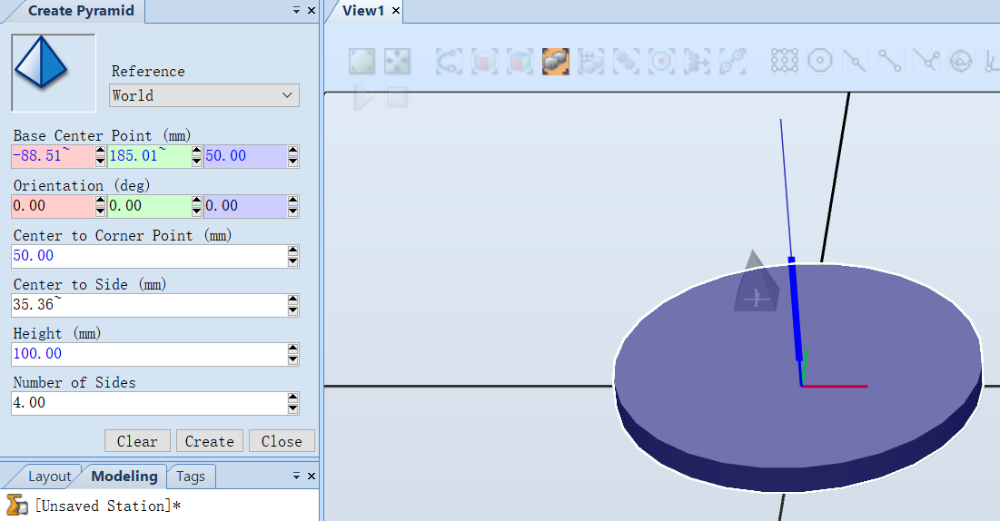 Create Pyramid
View1
Reference
World
Base Center Point (mm)
-88.51~ 185.01~ 50.00
Orientation (deg)
0.00 0.00 0.00
Center to Corner Point (mm)
50.00
Center to Side (mm)
35.36~
Height (mm)
100.00
Number of Sides
4.00
Clear Create Close
Layout Modeling Tags
[Unsaved Station]*